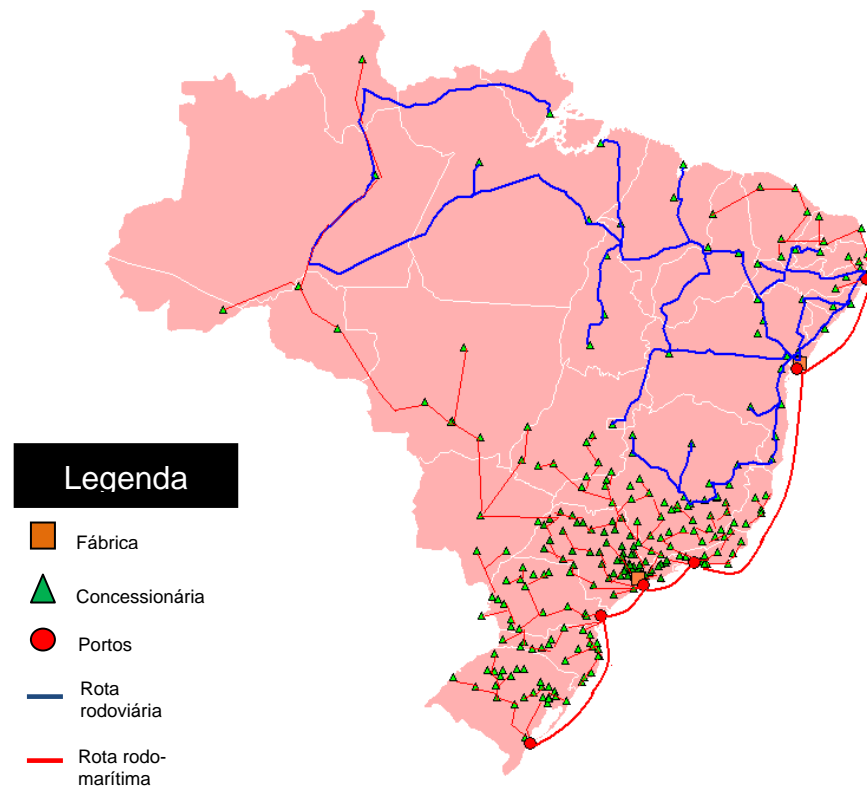 Legenda
Fábrica
Concessionária
Portos
Rota
rodoviária
Rota rodo-
marítima